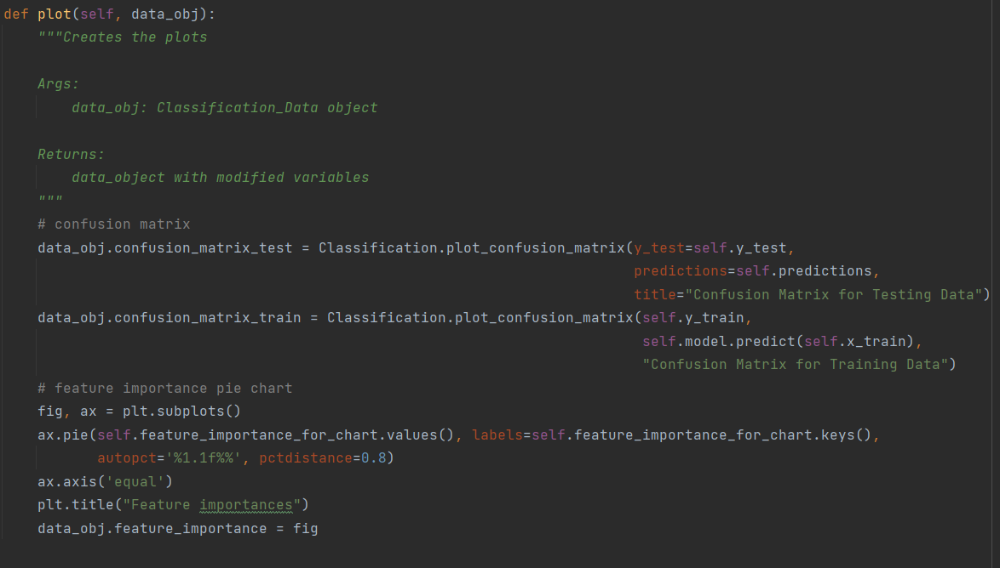 def plot(self, data_obj):
    """Creates the plots

    Args:
        data_obj: Classification_Data object

    Returns:
        data_object with modified variables
    """
    # confusion matrix
    data_obj.confusion_matrix_test = Classification.plot_confusion_matrix(y_test=self.y_test,
                                                                          predictions=self.predictions,
                                                                          title="Confusion Matrix for Testing Data")
    data_obj.confusion_matrix_train = Classification.plot_confusion_matrix(self.y_train,
                                                                           self.model.predict(self.x_train),
                                                                           "Confusion Matrix for Training Data")
    # feature importance pie chart
    fig, ax = plt.subplots()
    ax.pie(self.feature_importance_for_chart.values(), labels=self.feature_importance_for_chart.keys(),
           autopct='%1.1f%%', pctdistance=0.8)
    ax.axis('equal')
    plt.title("Feature importances")
    data_obj.feature_importance = fig